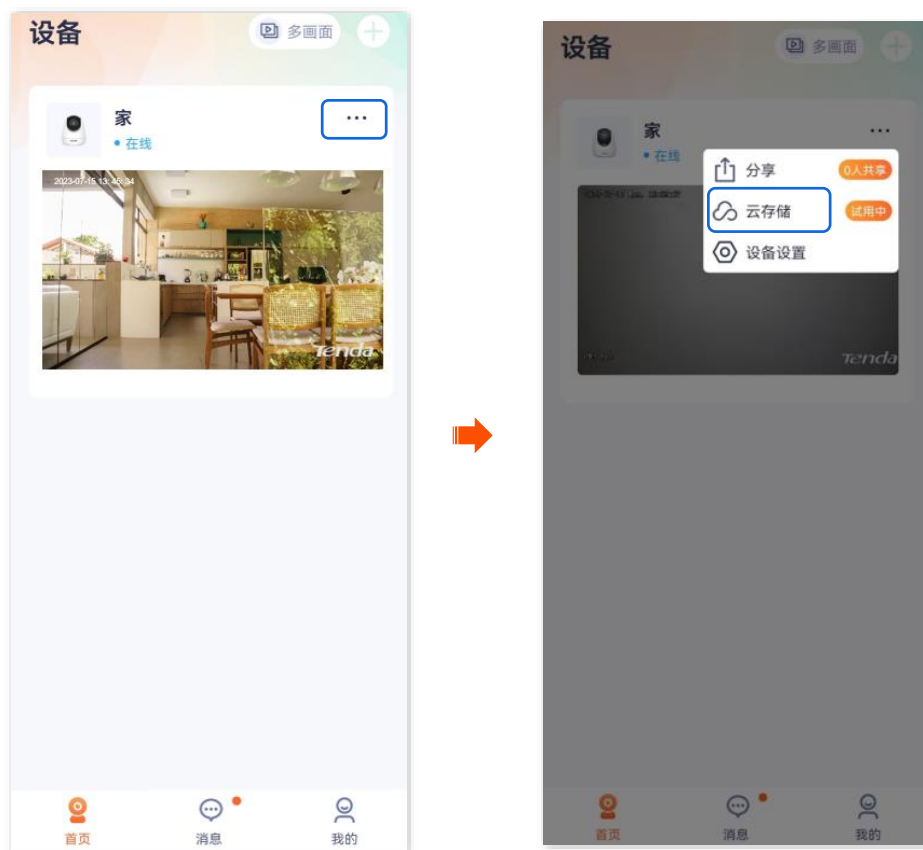 设备
多画面
家
在线
2023-07-15 13:45:34
Tenda
首页
消息
我的
设备
多画面
家
在线
分享
0人共享
云存储
试用中
设备设置
Tenda
首页
消息
我的